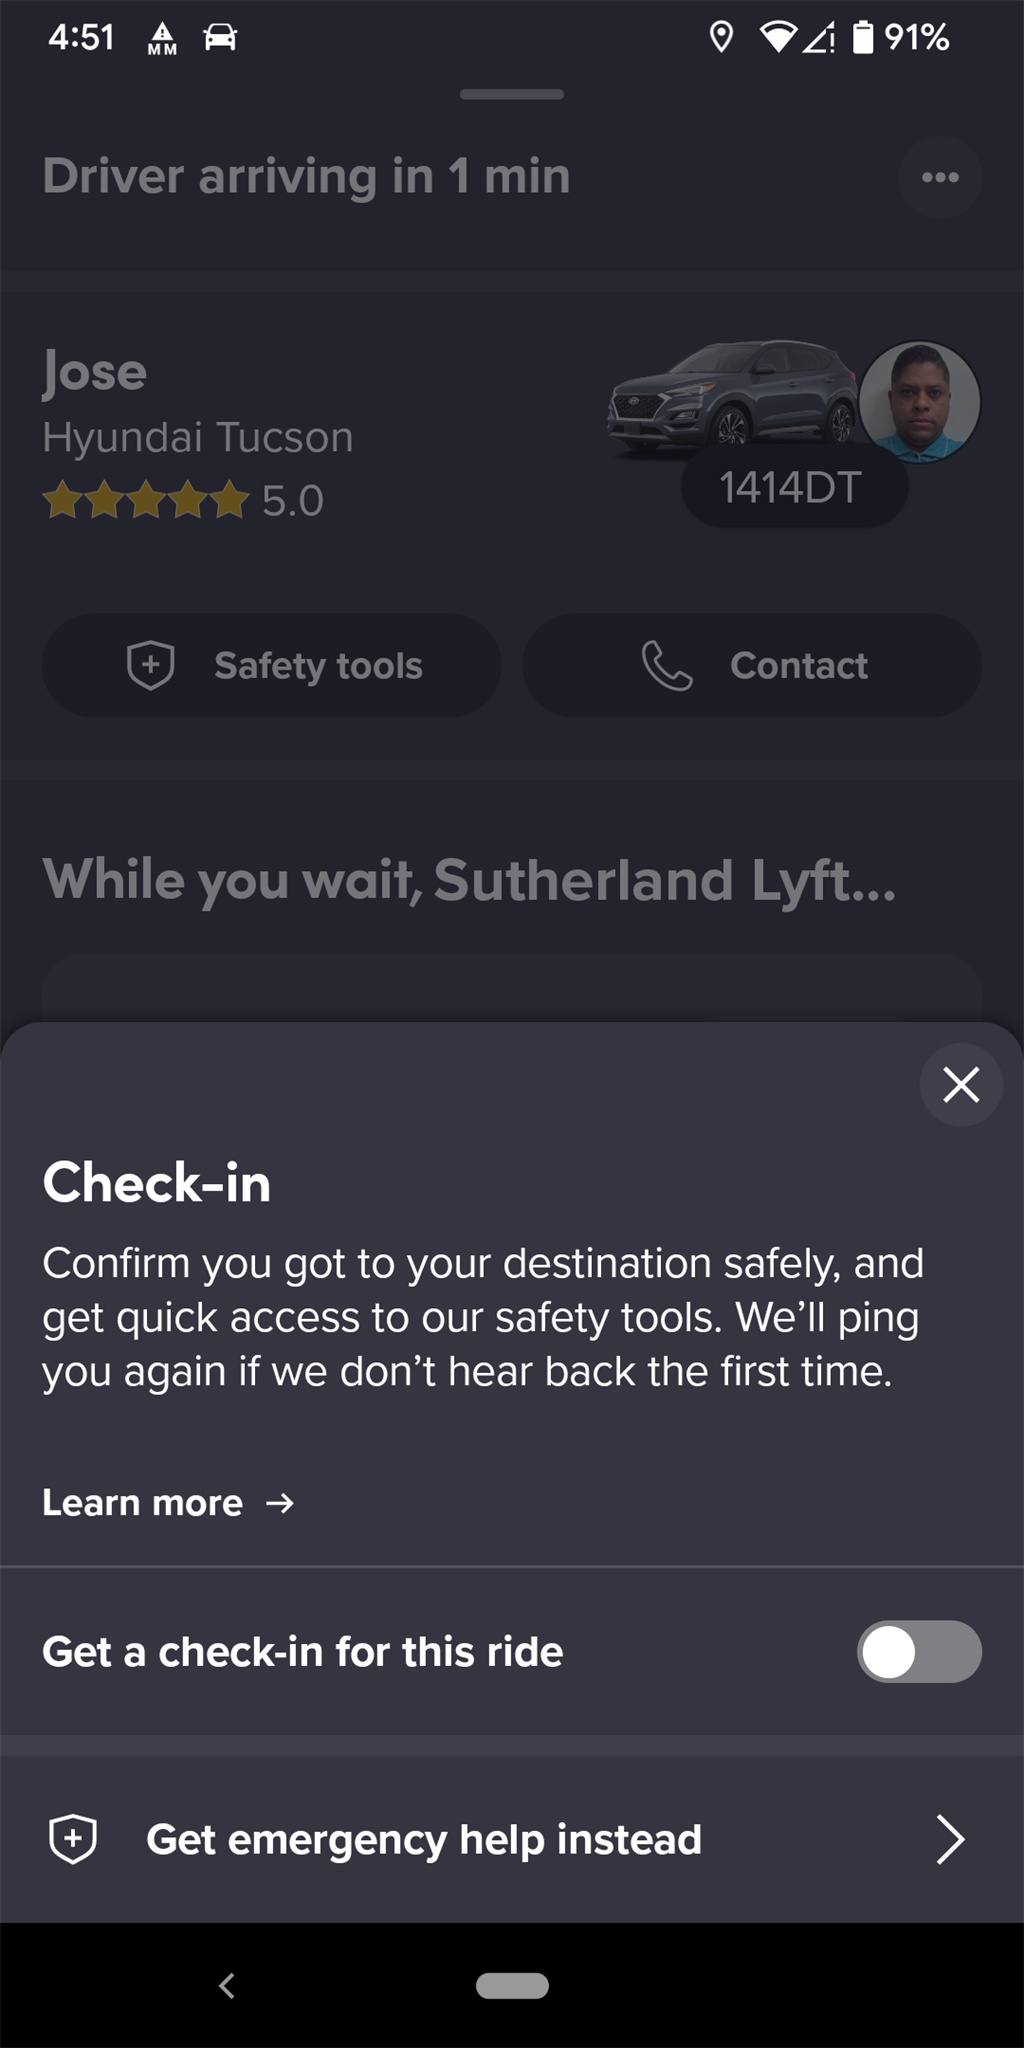 4:51
MM
91%
Driver arriving in 1 min
Jose
Hyundai Tucson
5.0
1414DT
Safety tools
Contact
While you wait, Sutherland Lyft...
Check-in
Confirm you got to your destination safely, and
get quick access to our safety tools. We’ll ping
you again if we don’t hear back the first time.
Learn more →
Get a check-in for this ride
Get emergency help instead